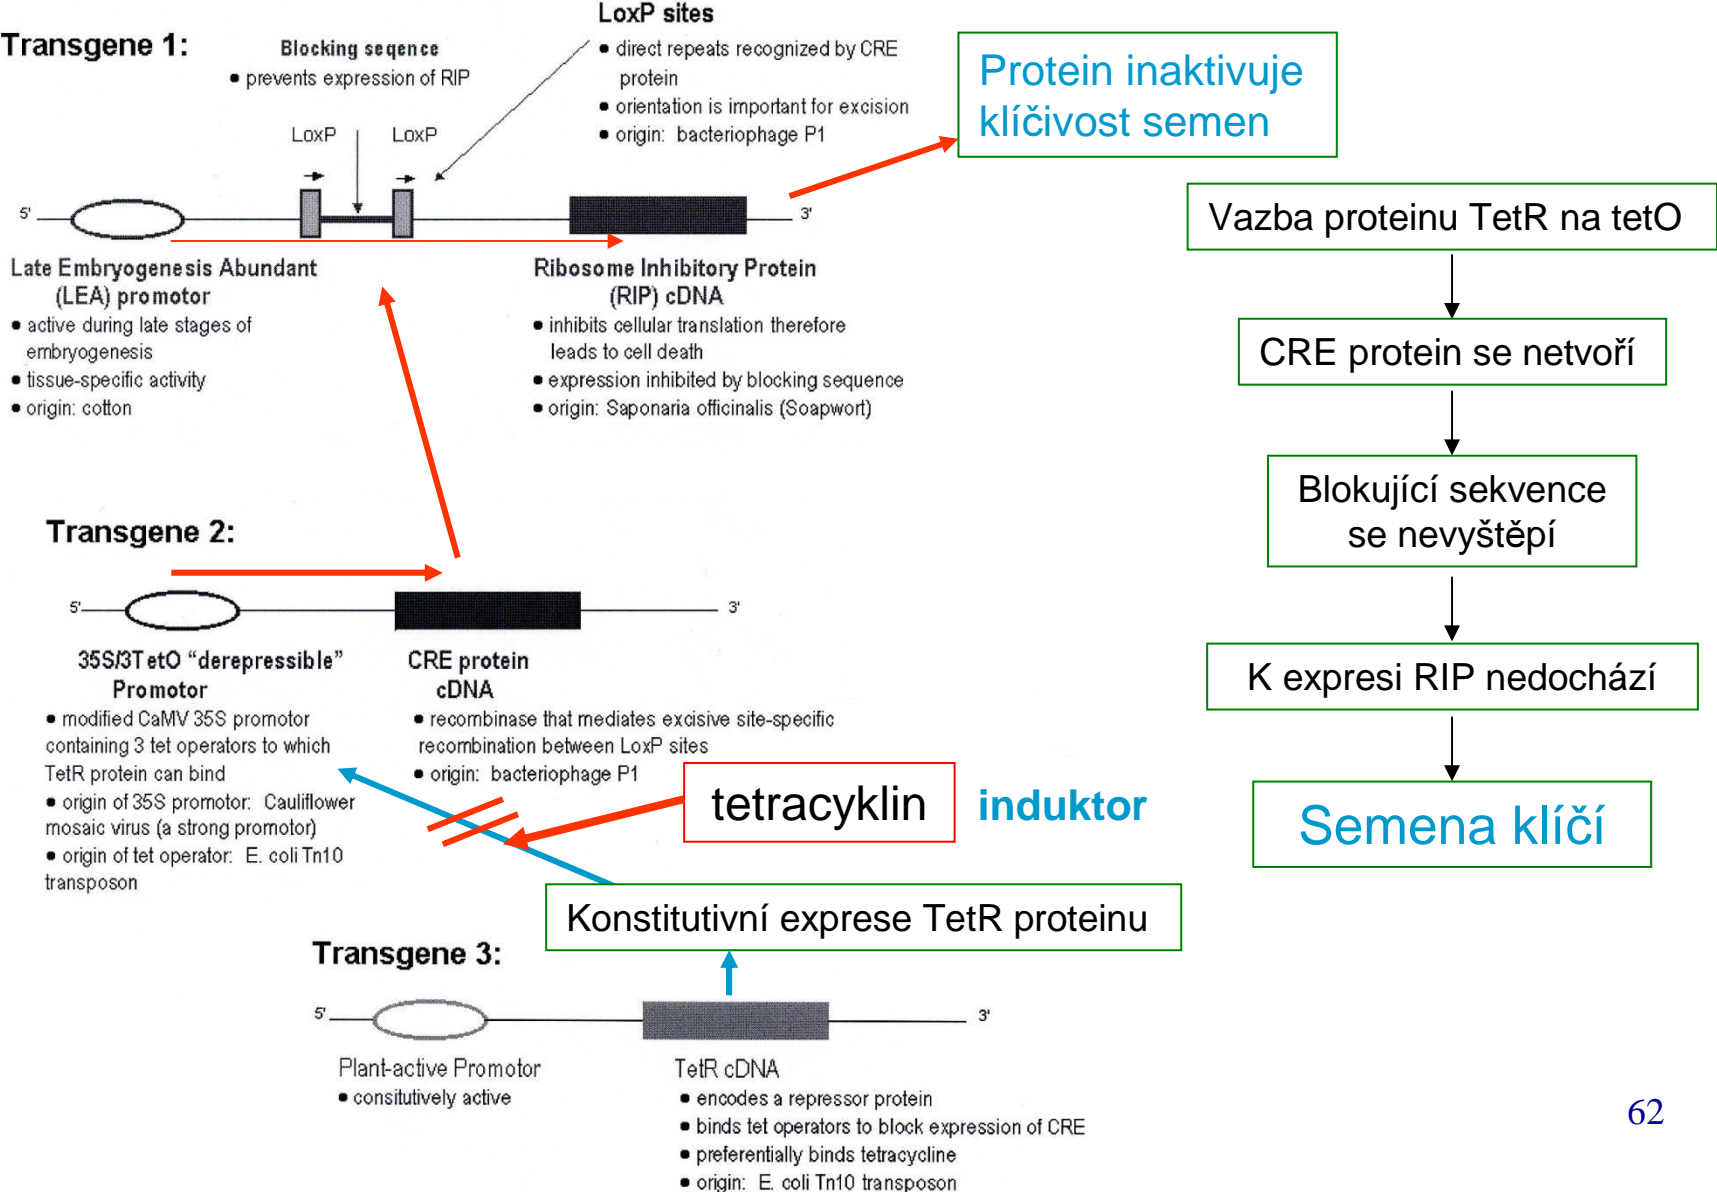 Transgene 1:
Blocking seqence
• prevents expression of RIP
LoxP sites
• direct repeats recognized by CRE
protein
• orientation is important for excision
• origin: bacteriophage P1
LoxP
LoxP
5'
3'
Late Embryogenesis Abundant
(LEA) promotor
• active during late stages of
embryogenesis
• tissue-specific activity
• origin: cotton
Ribosome Inhibitory Protein
(RIP) cDNA
• inhibits cellular translation therefore
leads to cell death
• expression inhibited by blocking sequence
• origin: Saponaria officinalis (Soapwort)
Protein inaktivuje
klíčivost semen
Vazba proteinu TetR na tetO
CRE protein se netvoří
Blokující sekvence
se nevyštěpí
K expresi RIP nedochází
Semena klíčí
Transgene 2:
5'
3'
35S/3TetO “derepressible”
Promotor
• modified CaMV 35S promotor
containing 3 tet operators to which
TetR protein can bind
• origin of 35S promotor: Cauliflower
mosaic virus (a strong promotor)
• origin of tet operator: E. coli Tn10
transposon
CRE protein
cDNA
• recombinase that mediates excisive site-specific
recombination between LoxP sites
• origin: bacteriophage P1
tetracyklin
induktor
Konstitutivní exprese TetR proteinu
Transgene 3:
5'
3'
Plant-active Promotor
• consitutively active
TetR cDNA
• encodes a repressor protein
• binds tet operators to block expression of CRE
• preferentially binds tetracycline
• origin: E. coli Tn10 transposon
62